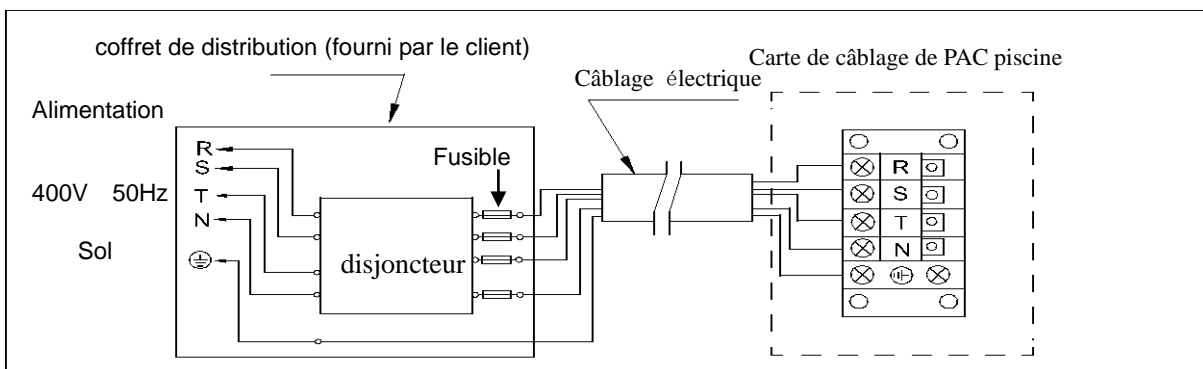 coffret de distribution (fourni par le client)
Carte de câblage de PAC piscine
Câblage électrique
Alimentation
R
S
T
N
Fusible
400V 50Hz
Sol
disjoncteur
R
S
T
N